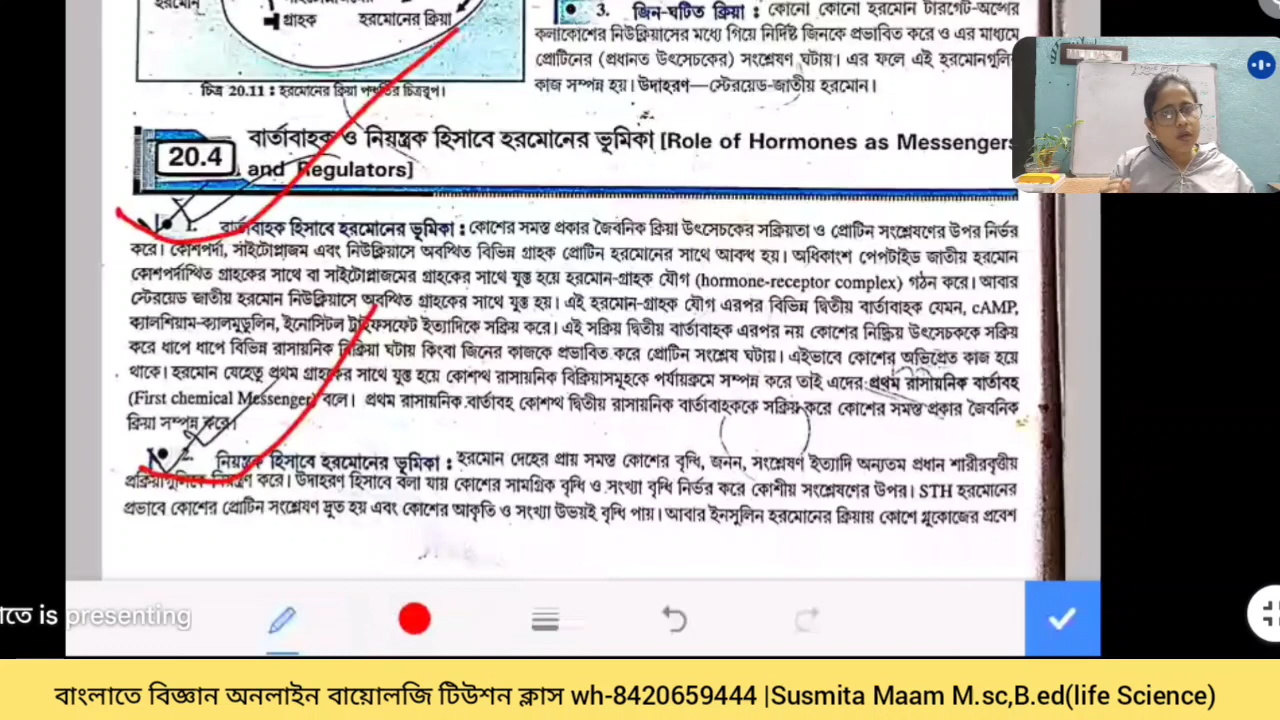 হরমোন
গ্রাহক হরমোনের ক্রিয়া
চিত্র 20.11 : হরমোনের ক্রিয়া পদ্ধতির চিত্ররূপ।
3. জিন-ঘটিত ক্রিয়া : কোনো কোনো হরমোন টারগেট-অঙ্গের
কলাকোশের নিউক্লিয়াসের মধ্যে গিয়ে নির্দিষ্ট জিনকে প্রভাবিত করে ও এর মাধ্যমে
প্রোটিনের (প্রধানত উৎসেচকের) সংশ্লেষণ ঘটায়। এর ফলে এই হরমোনগুলি
কাজ সম্পন্ন হয়। উদাহরণ—স্টেরয়েড-জাতীয় হরমোন।
20.4
বার্তাবাহক ও নিয়ন্ত্রক হিসাবে হরমোনের ভূমিকা [Role of Hormones as Messengers
and Regulators]
1. বার্তাবাহক হিসাবে হরমোনের ভূমিকা : কোশের সমস্ত প্রকার জৈবনিক ক্রিয়া উৎসেচকের সক্রিয়তা ও প্রোটিন সংশ্লেষণের উপর নির্ভর
করে। কোশপর্দা, সাইটোপ্লাজম এবং নিউক্লিয়াসে অবস্থিত বিভিন্ন গ্রাহক প্রোটিন হরমোনের সাথে আবদ্ধ হয়। অধিকাংশ পেপটাইড জাতীয় হরমোন
কোশপর্দাস্থিত গ্রাহকের সাথে বা সাইটোপ্লাজমের গ্রাহকের সাথে যুক্ত হয়ে হরমোন-গ্রাহক যৌগ (hormone-receptor complex) গঠন করে। আবার
স্টেরয়েড জাতীয় হরমোন নিউক্লিয়াসে অবস্থিত গ্রাহকের সাথে যুক্ত হয়। এই হরমোন-গ্রাহক যৌগ এরপর বিভিন্ন দ্বিতীয় বার্তাবাহক যেমন, cAMP,
ক্যালশিয়াম-ক্যালমুডুলিন, ইনোসিটল ট্রাইফসফেট ইত্যাদিকে সক্রিয় করে। এই সক্রিয় দ্বিতীয় বার্তাবাহক এরপর নয় কোশের নিষ্ক্রিয় উৎসেচককে সক্রিয়
করে ধাপে ধাপে বিভিন্ন রাসায়নিক বিক্রিয়া ঘটায় কিংবা জিনের কাজকে প্রভাবিত করে প্রোটিন সংশ্লেষ ঘটায়। এইভাবে কোশের অভিপ্রেত কাজ হয়ে
থাকে। হরমোন যেহেতু প্রথম গ্রাহকের সাথে যুক্ত হয়ে কোশস্থ রাসায়নিক বিক্রিয়াসমূহকে পর্যায়ক্রমে সম্পন্ন করে তাই এদের প্রথম রাসায়নিক বার্তাবহ
(First chemical Messenger) বলে। প্রথম রাসায়নিক বার্তাবহ কোশস্থ দ্বিতীয় রাসায়নিক বার্তাবাহককে সক্রিয় করে কোশের সমস্ত প্রকার জৈবনিক
ক্রিয়া সম্পন্ন করে।
2. নিয়ন্ত্রক হিসাবে হরমোনের ভূমিকা : হরমোন দেহের প্রায় সমস্ত কোশের বৃদ্ধি, জনন, সংশ্লেষণ ইত্যাদি অন্যতম প্রধান শারীরবৃত্তীয়
প্রক্রিয়াগুলিকে নিয়ন্ত্রণ করে। উদাহরণ হিসাবে বলা যায় কোশের সামগ্রিক বৃদ্ধি ও সংখ্যা বৃদ্ধি নির্ভর করে কোশীয় সংশ্লেষণের উপর। STH হরমোনের
প্রভাবে কোশের প্রোটিন সংশ্লেষণ দ্রুত হয় এবং কোশের আকৃতি ও সংখ্যা উভয়ই বৃদ্ধি পায়। আবার ইনসুলিন হরমোনের ক্রিয়ায় কোশে গ্লুকোজের প্রবেশ
াতে is presenting
বাংলাতে বিজ্ঞান অনলাইন বায়োলজি টিউশন ক্লাস wh-8420659444 |Susmita Maam M.sc,B.ed(life Science)